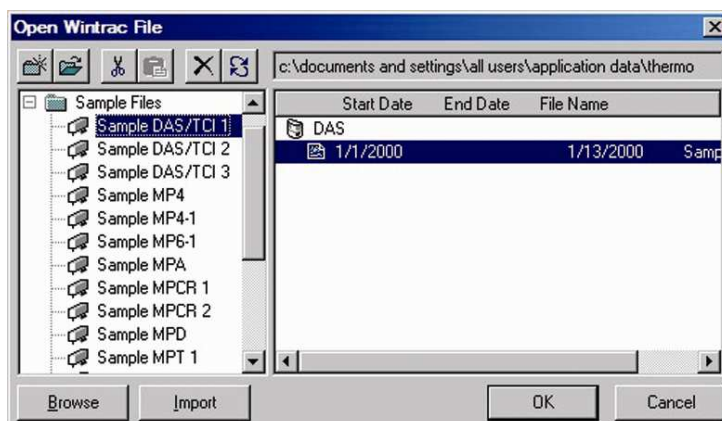 Open Wintrac File
c:\documents and settings\all users\application data\thermo
Sample Files
Sample DAS/TCI 1
Sample DAS/TCI 2
Sample DAS/TCI 3
Sample MP4
Sample MP4-1
Sample MP6-1
Sample MPA
Sample MPCR 1
Sample MPCR 2
Sample MPD
Sample MPT 1
Start Date End Date File Name
DAS
1/1/2000 1/13/2000 Samp
Browse Import OK Cancel